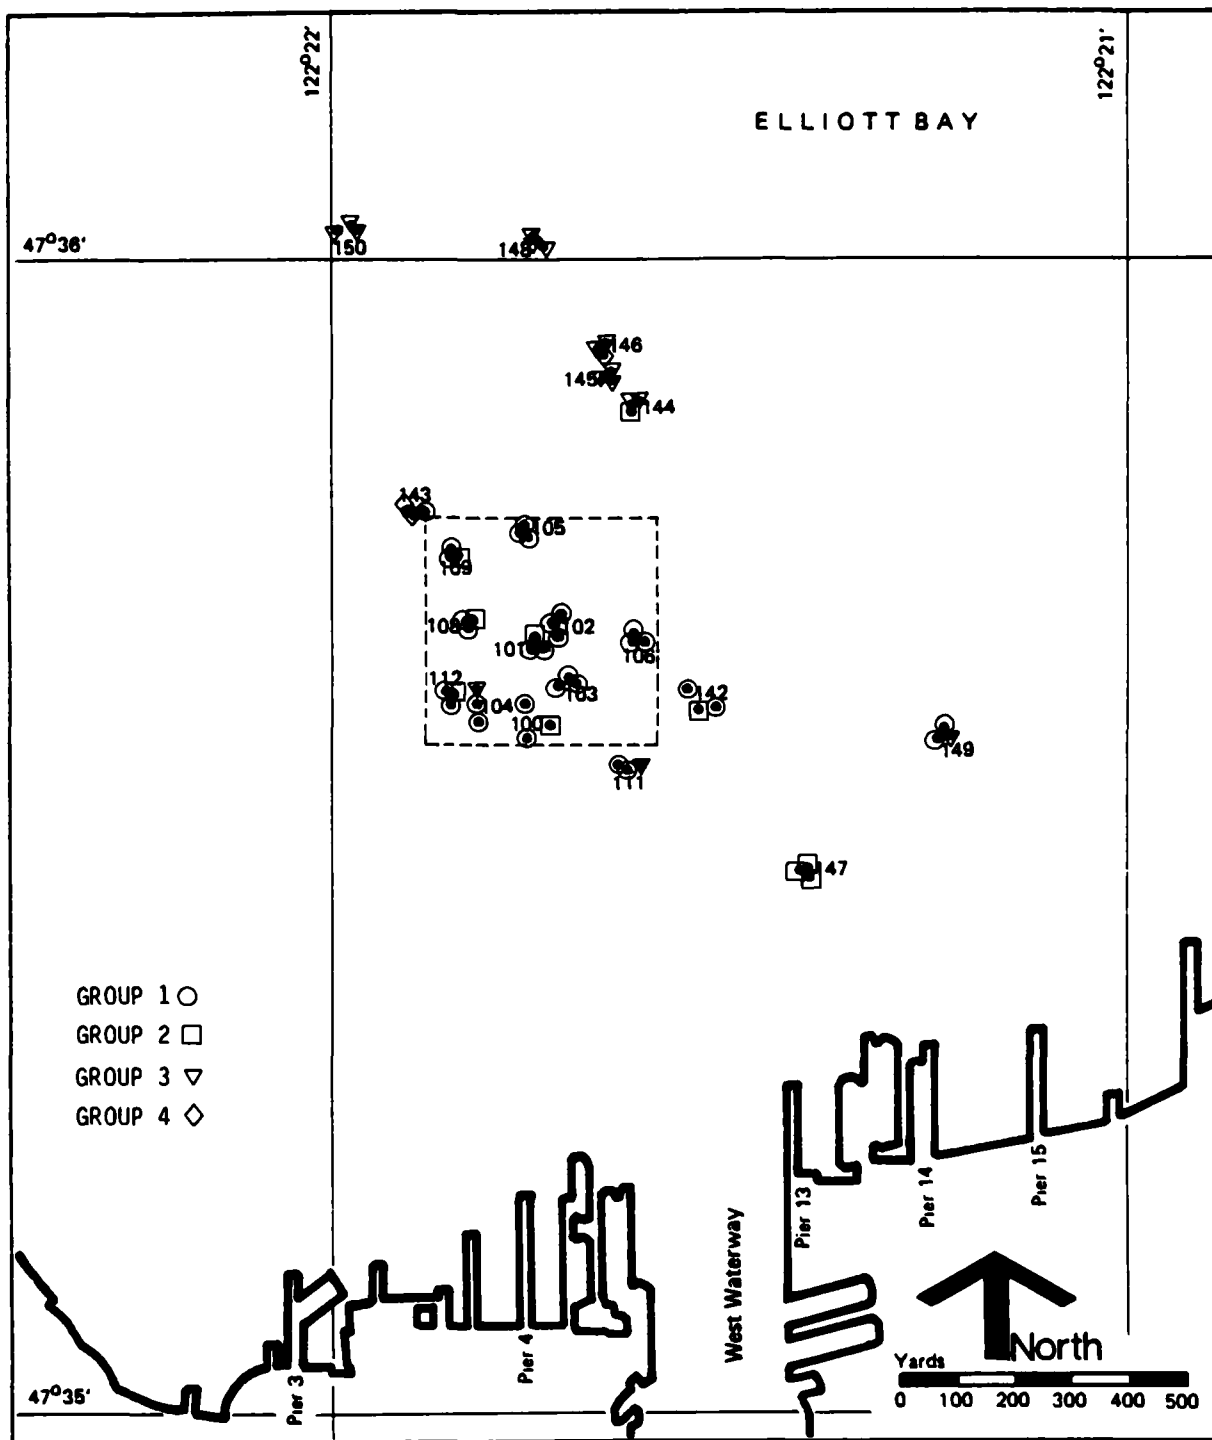 122°22'
122°21'
ELLIOTT BAY
47°36'
150
148
146
145
144
143
105
109
108
102
101
106
112
103
104
142
100
149
111
147
GROUP 1
GROUP 2
GROUP 3
GROUP 4
Pier 13
Pier 14
Pier 15
West Waterway
Pier 4
Pier 3
North
Yards
0 100 200 300 400 500
47°35'